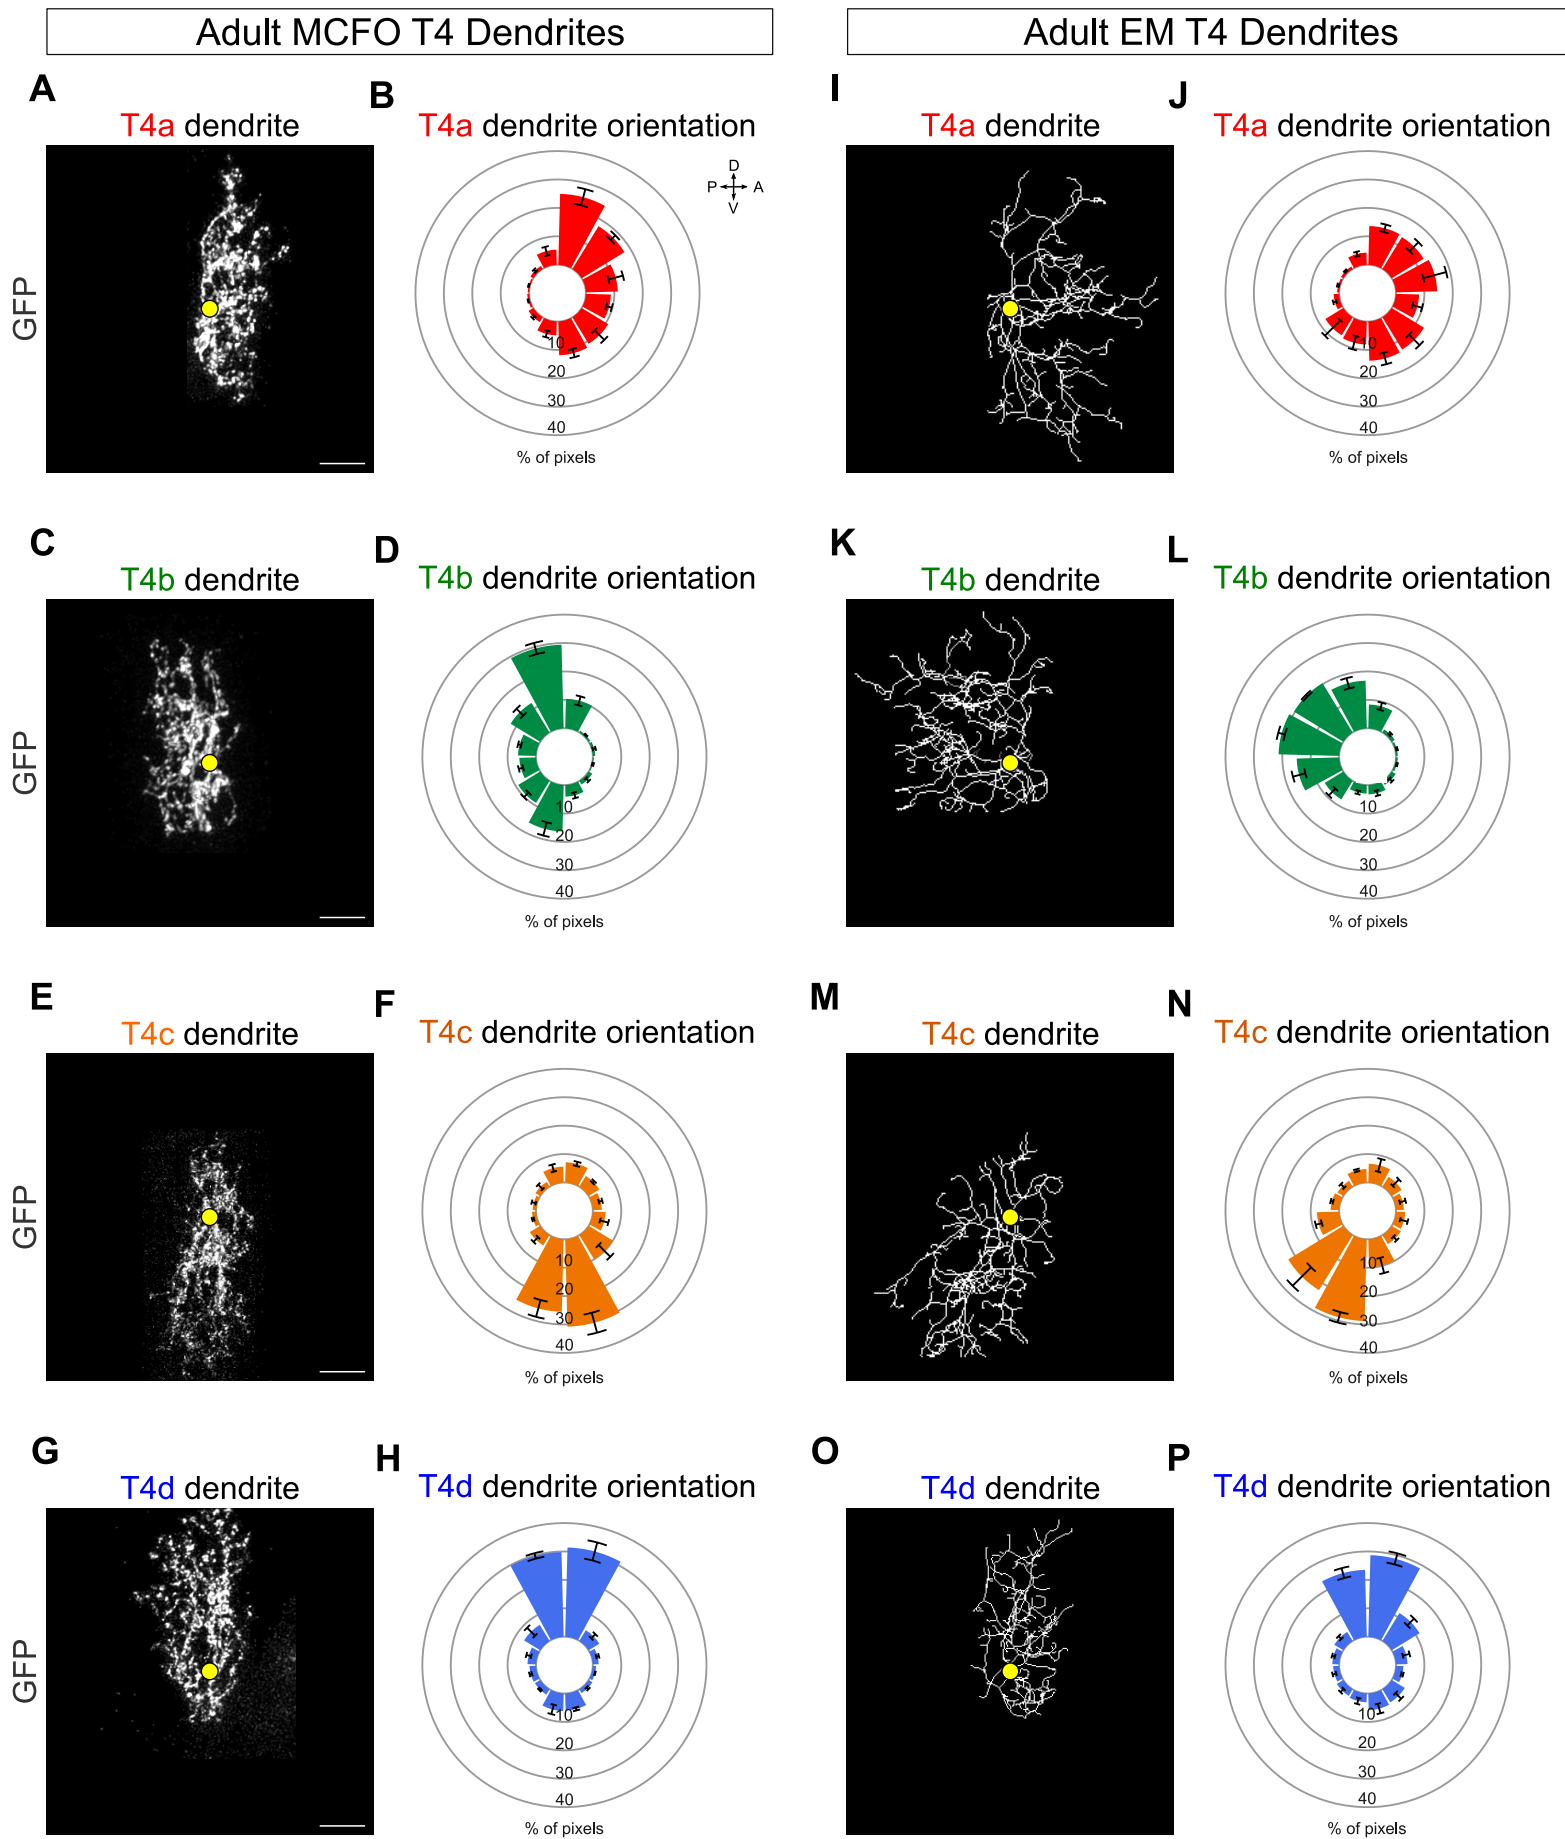 Adult MCFO T4 Dendrites
Adult EM T4 Dendrites
A
T4a dendrite
GFP
B
T4a dendrite orientation
D
P A
V
10
20
30
40
% of pixels
I
T4a dendrite
J
T4a dendrite orientation
10
20
30
40
% of pixels
C
T4b dendrite
GFP
D
T4b dendrite orientation
10
20
30
40
% of pixels
K
T4b dendrite
L
T4b dendrite orientation
10
20
30
40
% of pixels
E
T4c dendrite
GFP
F
T4c dendrite orientation
10
20
30
40
% of pixels
M
T4c dendrite
N
T4c dendrite orientation
10
20
30
40
% of pixels
G
T4d dendrite
GFP
H
T4d dendrite orientation
10
20
30
40
% of pixels
O
T4d dendrite
P
T4d dendrite orientation
10
20
30
40
% of pixels